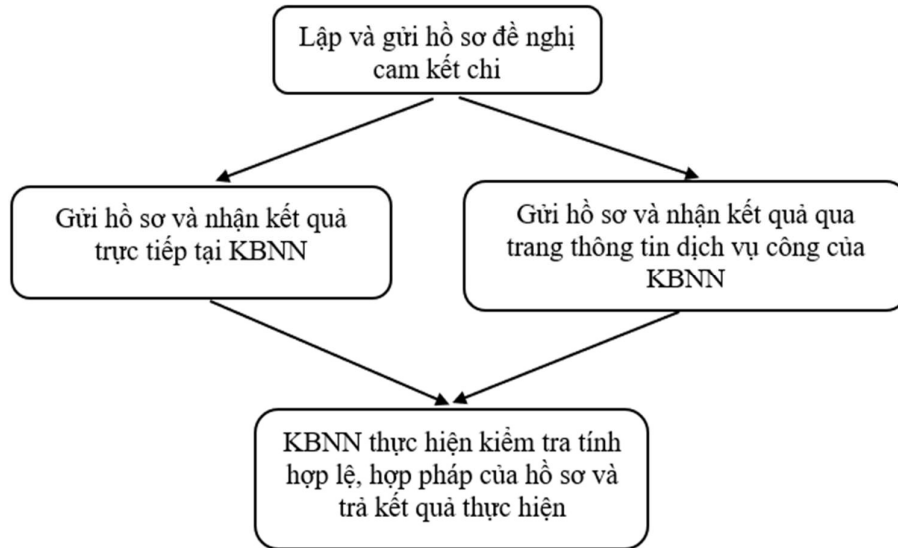 Lập và gửi hồ sơ đề nghị
cam kết chi
Gửi hồ sơ và nhận kết quả
trực tiếp tại KBNN
Gửi hồ sơ và nhận kết quả qua
trang thông tin dịch vụ công của
KBNN
KBNN thực hiện kiểm tra tính
hợp lệ, hợp pháp của hồ sơ và
trả kết quả thực hiện